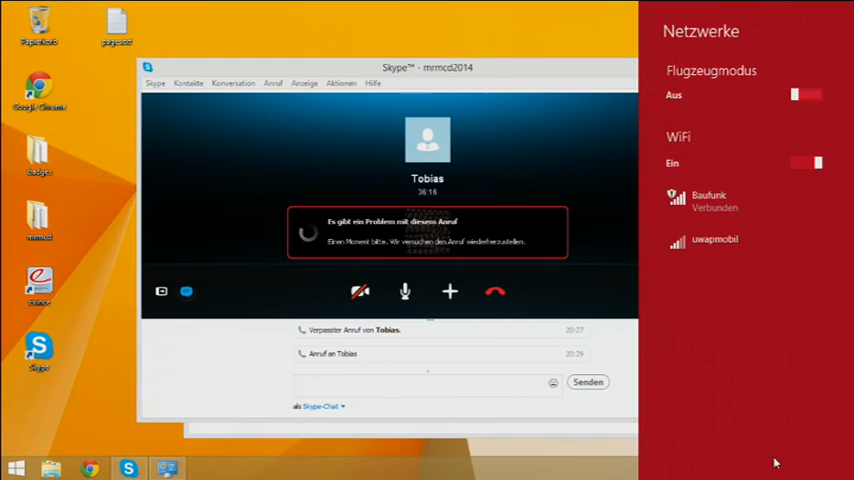 Papierkorb
Google Chrome
badges
mrmcd
Evince
Skype
Skype™ - mrmcd2014
Skype Kontakte Konversation Anruf Anzeige Aktionen Hilfe
Tobias
36:16
Es gibt ein Problem mit diesem Anruf
Einen Moment bitte. Wir versuchen den Anruf wiederherzustellen.
Verpasster Anruf von Tobias. 20:27
Anruf an Tobias 20:29
Senden
als Skype-Chat
Netzwerke
Flugzeugmodus
Aus
WiFi
Ein
Baufunk
Verbunden
uwapmobil